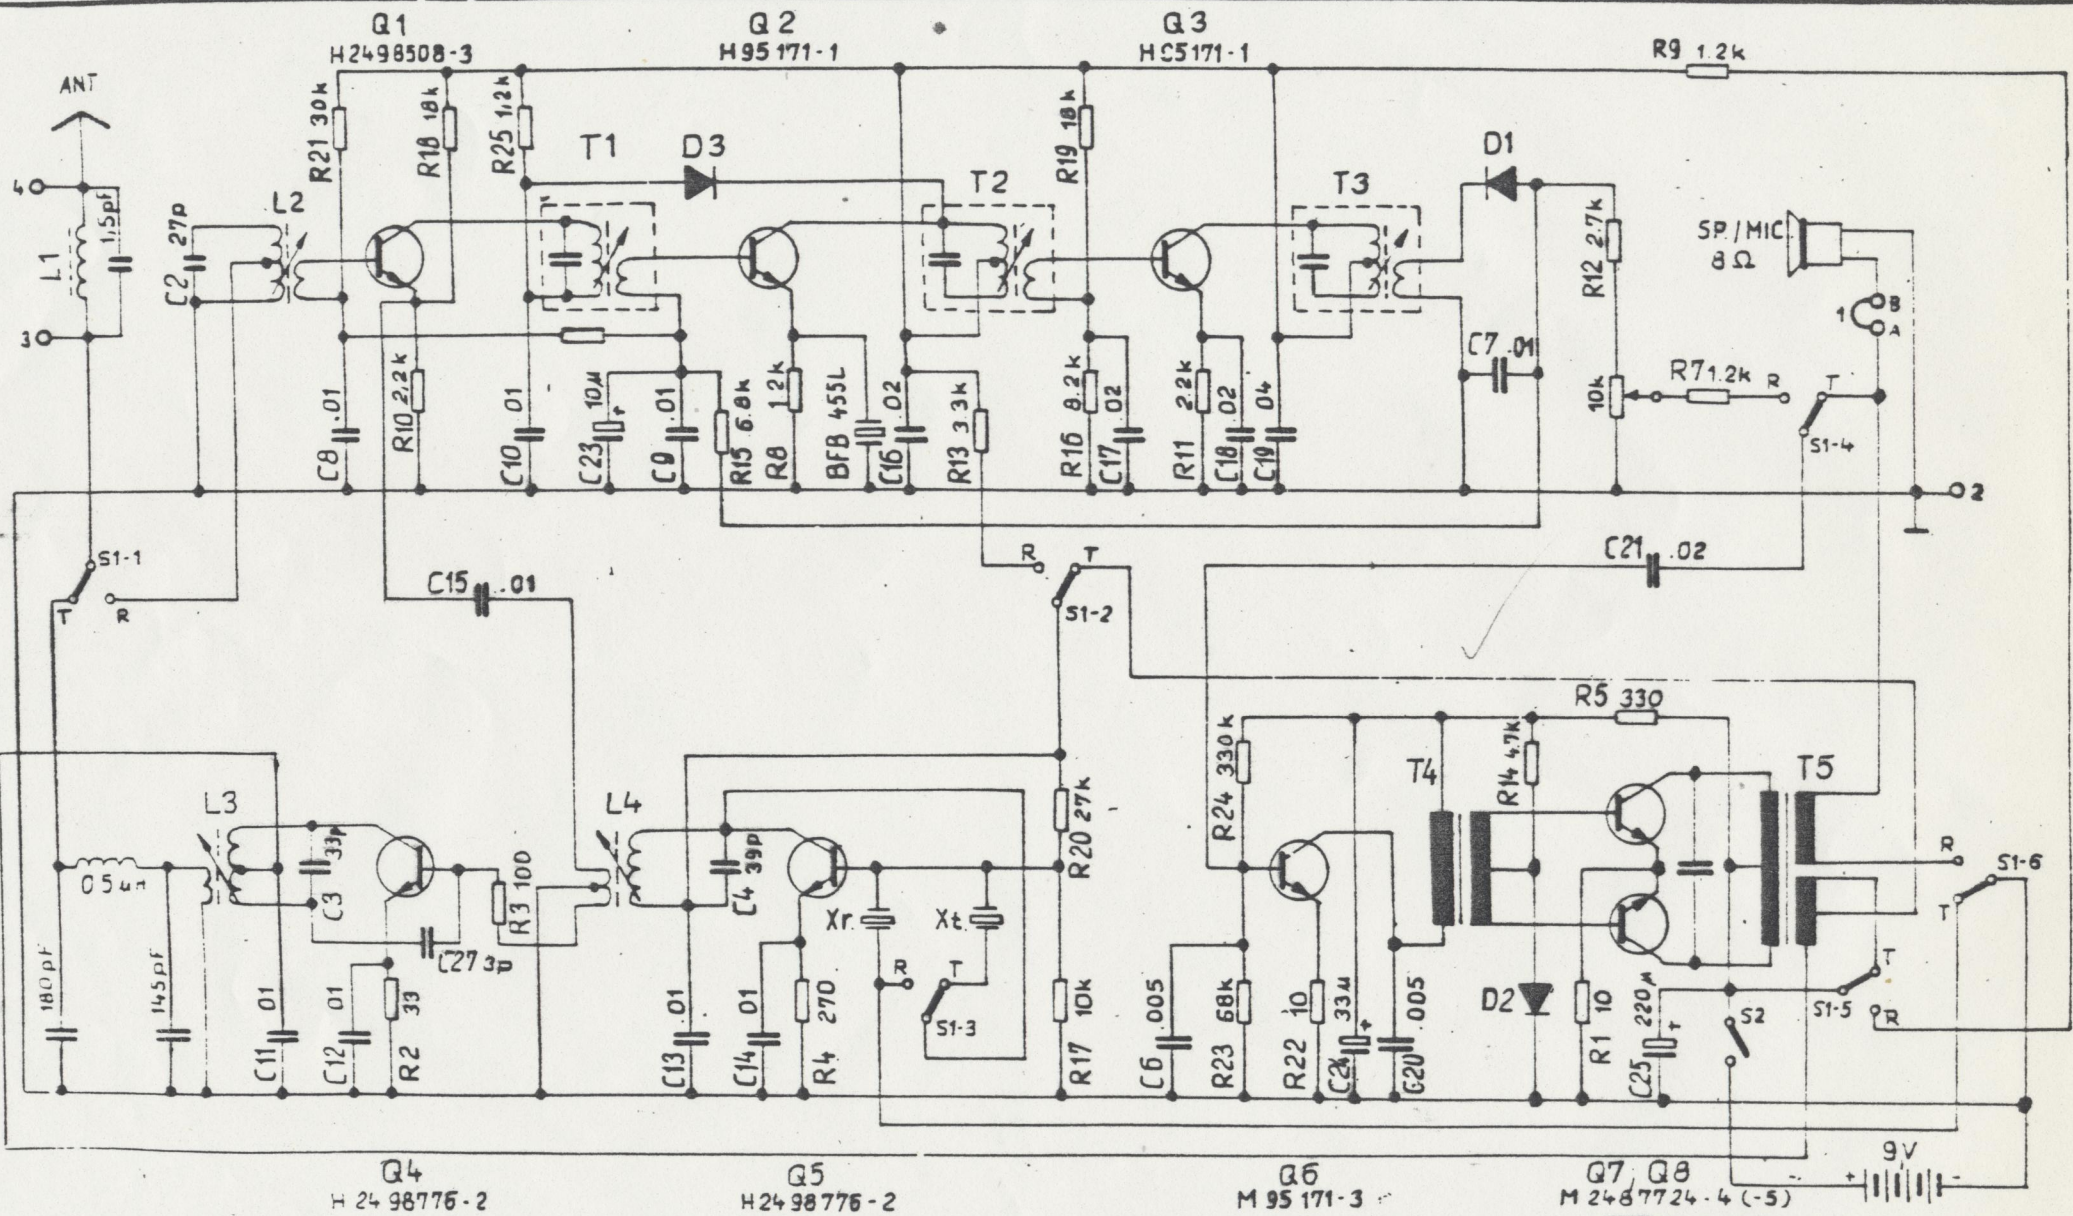 Q1
H2498508-3
Q2
H95171-1
Q3
H95171-1
R9 1.2k
ANT
4
1,5pf
L1
3
C2 27p
L2
R21 30k
R18 18k
R25 1,2k
T1
D3
T2
R19 18k
T3
D1
R12 2.7k
SP./MIC
8Ω
1
B
A
C8 .01
R10 2,2k
C10 .01
C23 10µ
+
C9 .01
R15 6.8k
R8 1.2k
BFB 455L
C16 .02
R13 3.3k
R16 8.2k
C17 .02
R11 2.2k
C18 .02
C19 .04
C7 .01
10k
R7 1.2k
R
T
S1-4
2
S1-1
T
R
C15 .01
R
T
S1-2
C21 .02
L3
0 5µH
180pF
145pF
C11 01
C3 33p
C12 01
R2 33
C27 3p
R3 100
L4
C4 39p
C13 .01
C14 01
R4 270
Xr
Xt
R
T
S1-3
R20 27k
R17 10k
R24 330k
C6 .005
R23 68k
R22 10
C24 33µ
+
C20 .005
T4
R14 4.7k
R5 330
D2
R1 10
C25 220µ
+
T5
R
S1-6
T
T
S1-5
R
S2
9V
-
+
-
Q4
H2498776-2
Q5
H2498776-2
Q6
M95171-3
Q7, Q8
M2487724-4 (-5)